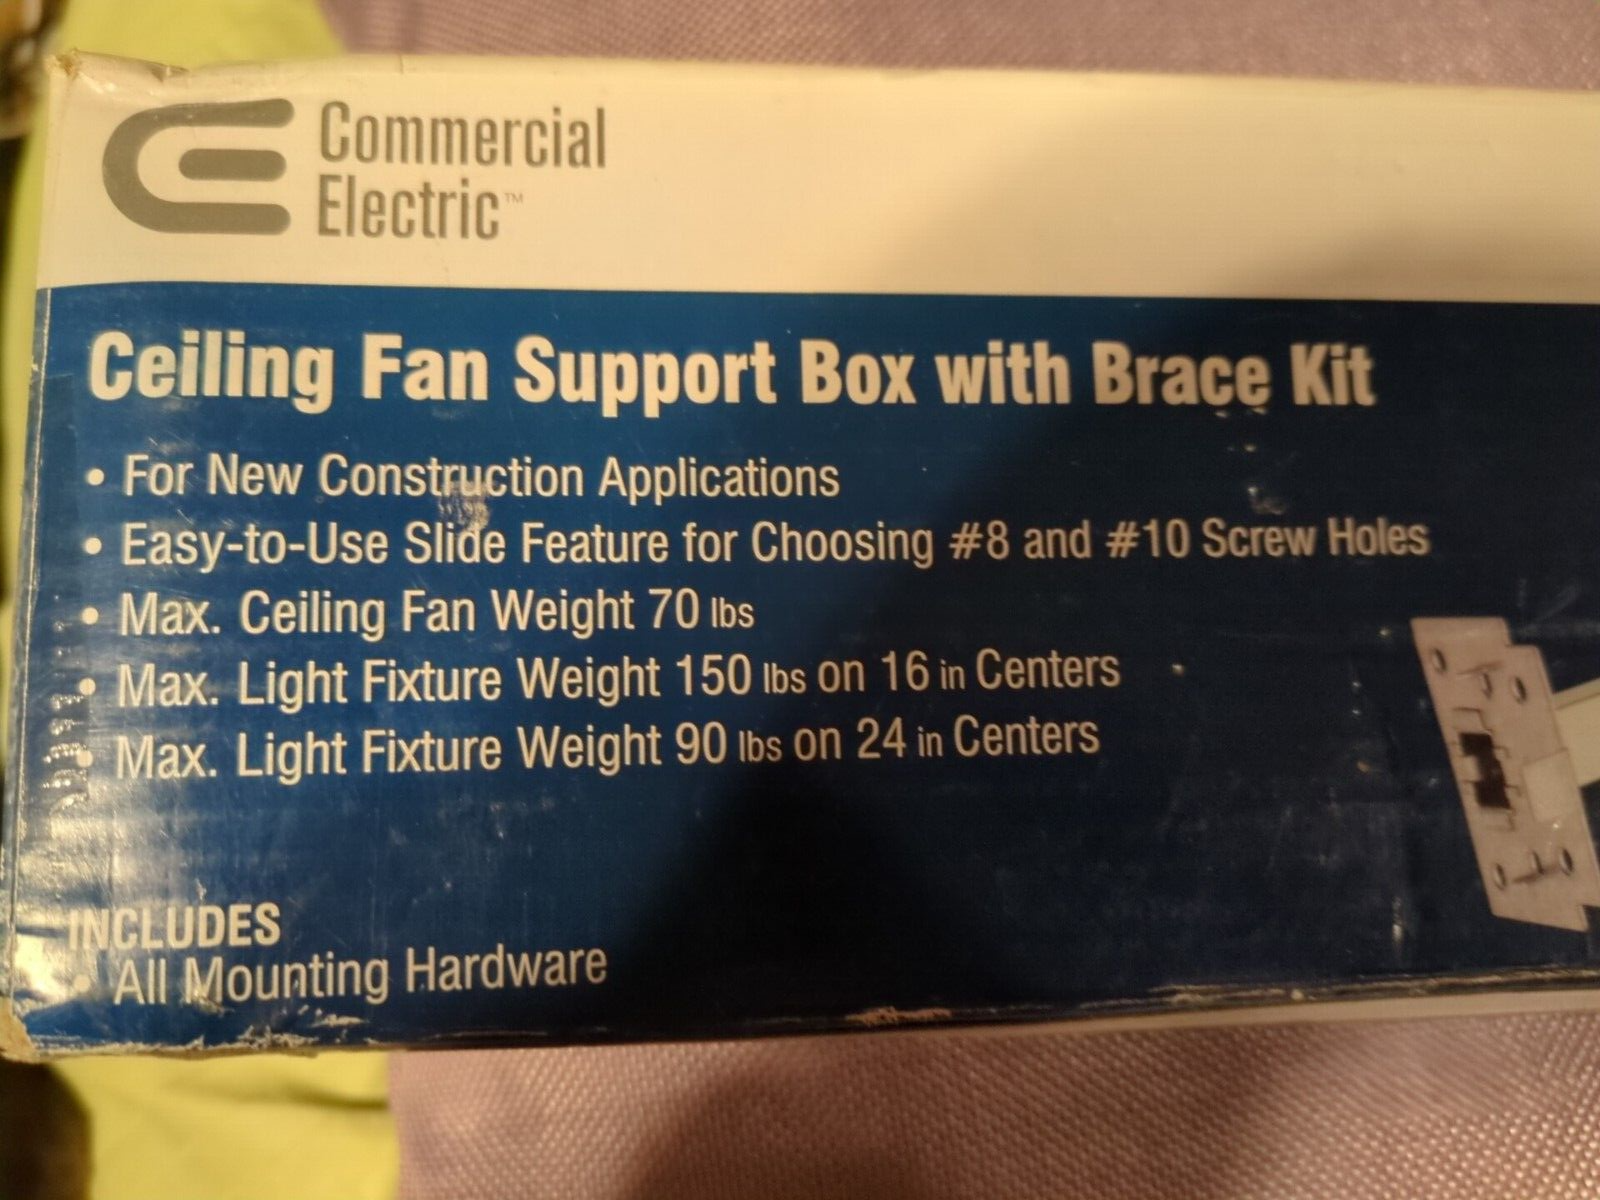 Commercial
Electric™
Ceiling Fan Support Box with Brace Kit
• For New Construction Applications
• Easy-to-Use Slide Feature for Choosing #8 and #10 Screw Holes
• Max. Ceiling Fan Weight 70 lbs
• Max. Light Fixture Weight 150 lbs on 16 in Centers
• Max. Light Fixture Weight 90 lbs on 24 in Centers
INCLUDES
• All Mounting Hardware